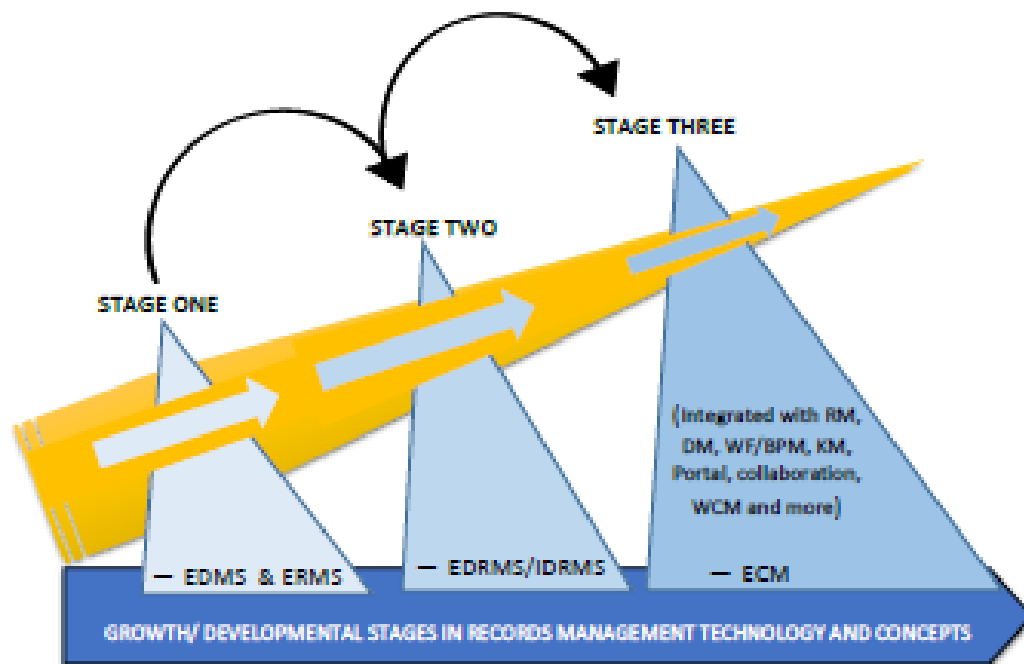 STAGE THREE
STAGE TWO
STAGE ONE
(Integrated with RM,
DM, WF/BPM, KM,
Portal, collaboration,
WCM and more)
— EDMS & ERMS
— EDRMS/IDRMS
— ECM
GROWTH/ DEVELOPMENTAL STAGES IN RECORDS MANAGEMENT TECHNOLOGY AND CONCEPTS